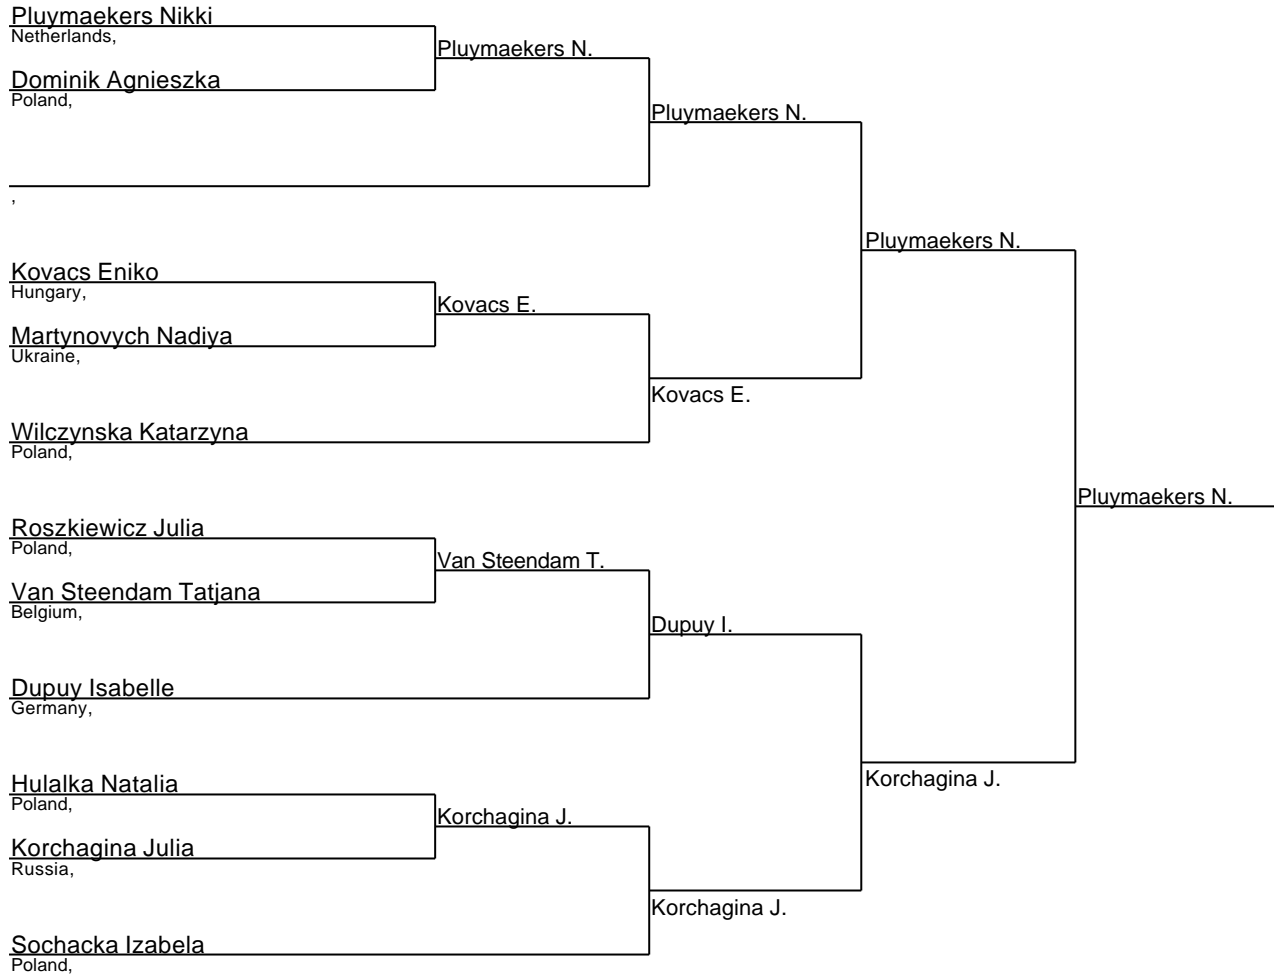 Pluymaekers Nikki
Netherlands,
Pluymaekers N.
Dominik Agnieszka
Poland,
Pluymaekers N.
,
Pluymaekers N.
Kovacs Eniko
Hungary,
Kovacs E.
Martynovych Nadiya
Ukraine,
Kovacs E.
Wilczynska Katarzyna
Poland,
Pluymaekers N.
Roszkiewicz Julia
Poland,
Van Steendam T.
Van Steendam Tatjana
Belgium,
Dupuy I.
Dupuy Isabelle
Germany,
Korchagina J.
Hulalka Natalia
Poland,
Korchagina J.
Korchagina Julia
Russia,
Korchagina J.
Sochacka Izabela
Poland,